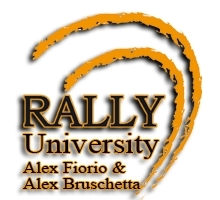 RALLY
University
Alex Fiorio &
Alex Bruschetta